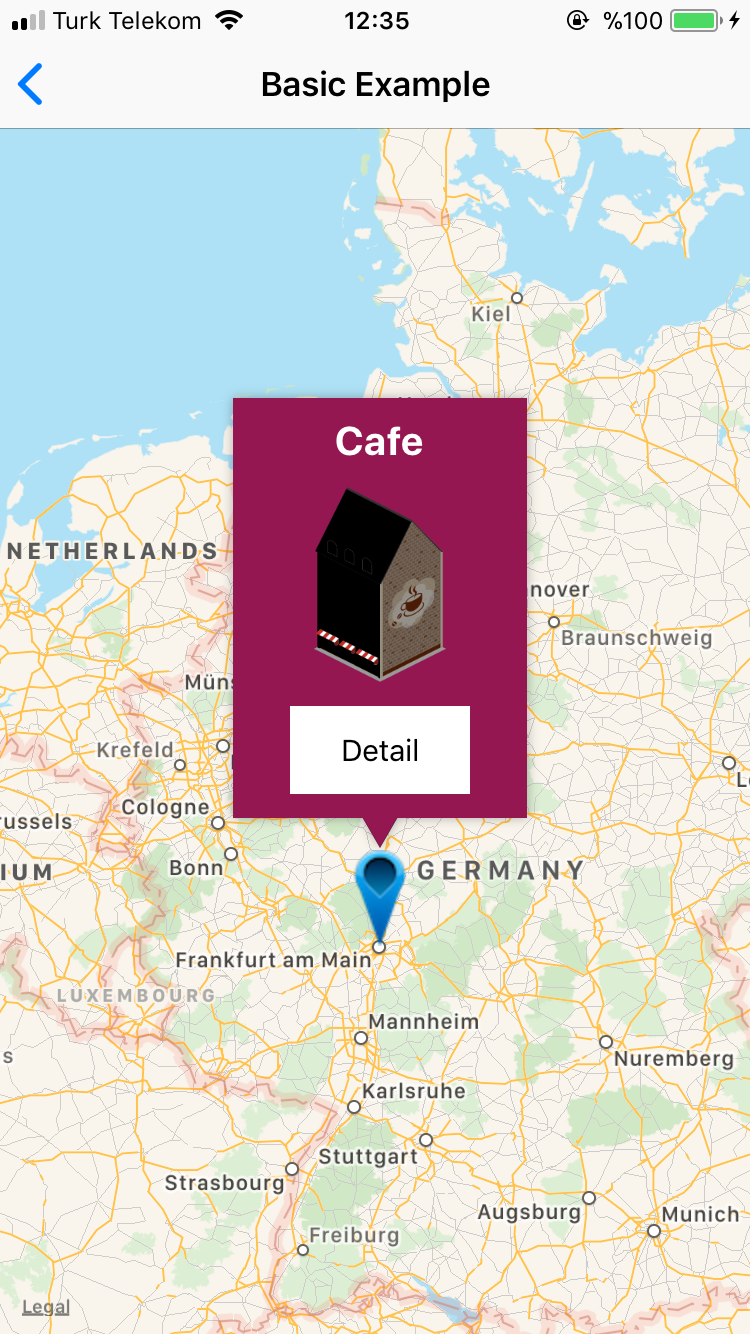 Turk Telekom 12:35 %100
Basic Example
Kiel
Cafe
NETHERLANDS
nover
Braunschweig
Müns
Krefeld
Detail
Cologne
russels
Bonn
IUM
GERMANY
Frankfurt am Main
LUXEMBOURG
Mannheim
Nuremberg
s
Karlsruhe
Stuttgart
Strasbourg
Augsburg
Munich
Freiburg
Legal